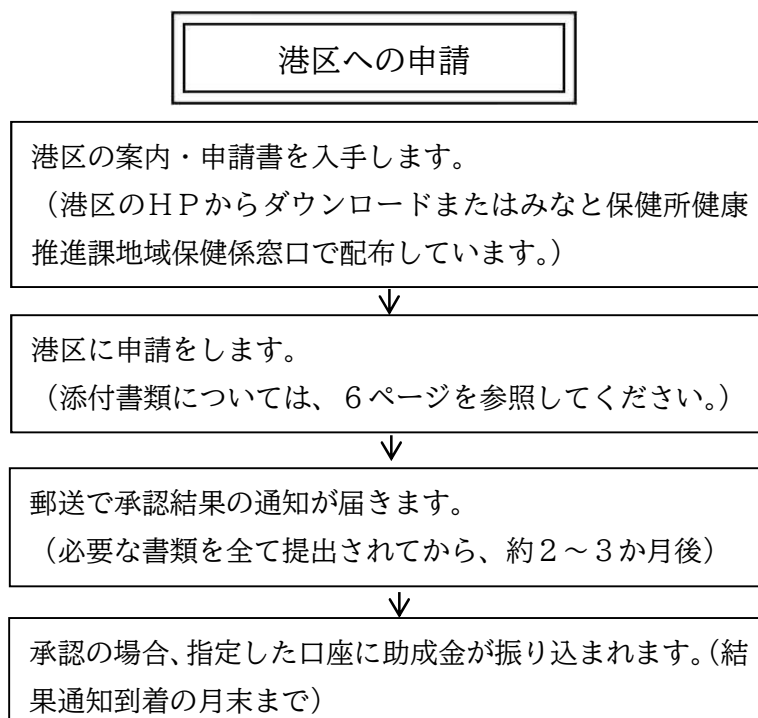 港区への申請
港区の案内・申請書を入手します。
（港区のＨＰからダウンロードまたはみなと保健所健康
推進課地域保健係窓口で配布しています。）
港区に申請をします。
（添付書類については、６ページを参照してください。）
郵送で承認結果の通知が届きます。
（必要な書類を全て提出されてから、約２～３か月後）
承認の場合、指定した口座に助成金が振り込まれます。（結
果通知到着の月末まで）